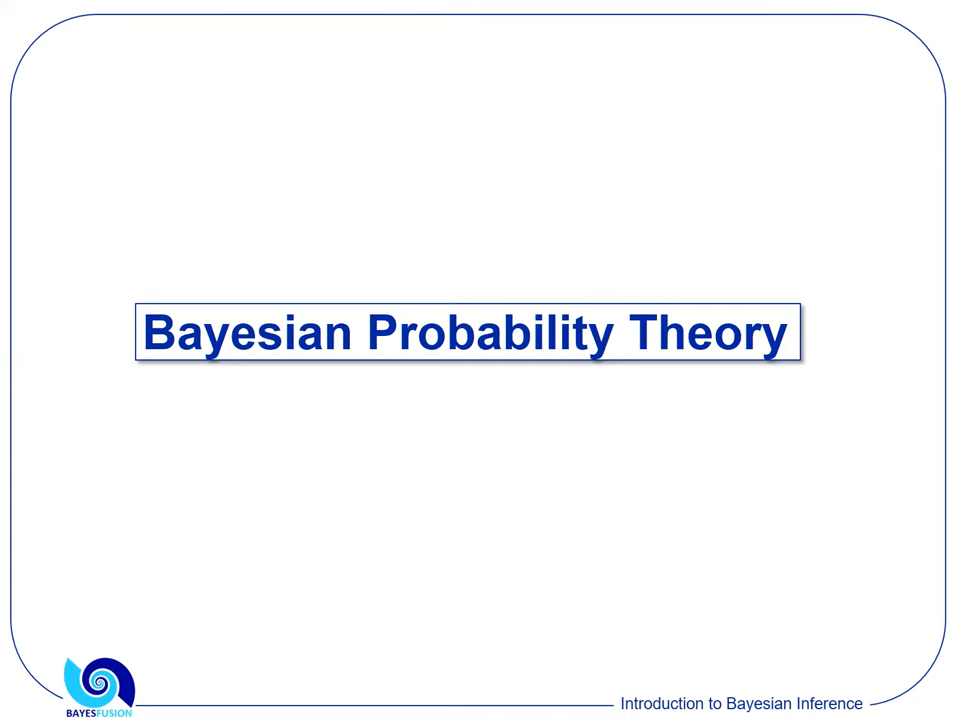 Bayesian Probability Theory
BAYESFUSION
Introduction to Bayesian Inference